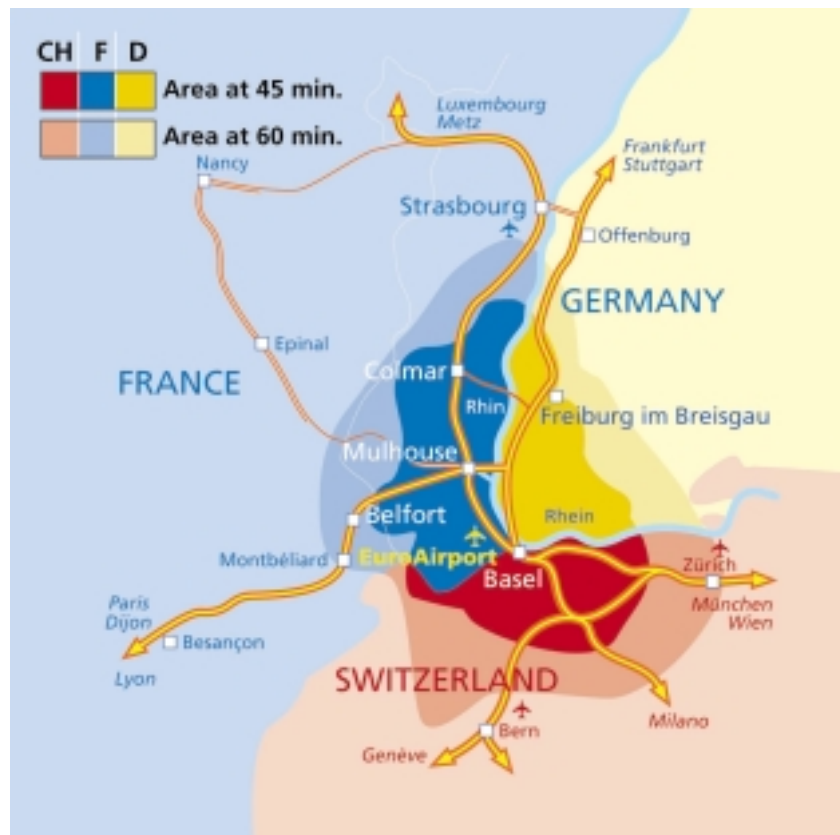 CH F D
Area at 45 min.
Area at 60 min.
Luxembourg
Metz
Nancy
Frankfurt
Stuttgart
Strasbourg
Offenburg
GERMANY
Epinal
FRANCE
Colmar
Rhin
Freiburg im Breisgau
Mulhouse
Belfort
Rhein
Montbéliard
EuroAirport
Basel
Zürich
Paris
Dijon
München
Wien
Besançon
Lyon
SWITZERLAND
Milano
Bern
Genève